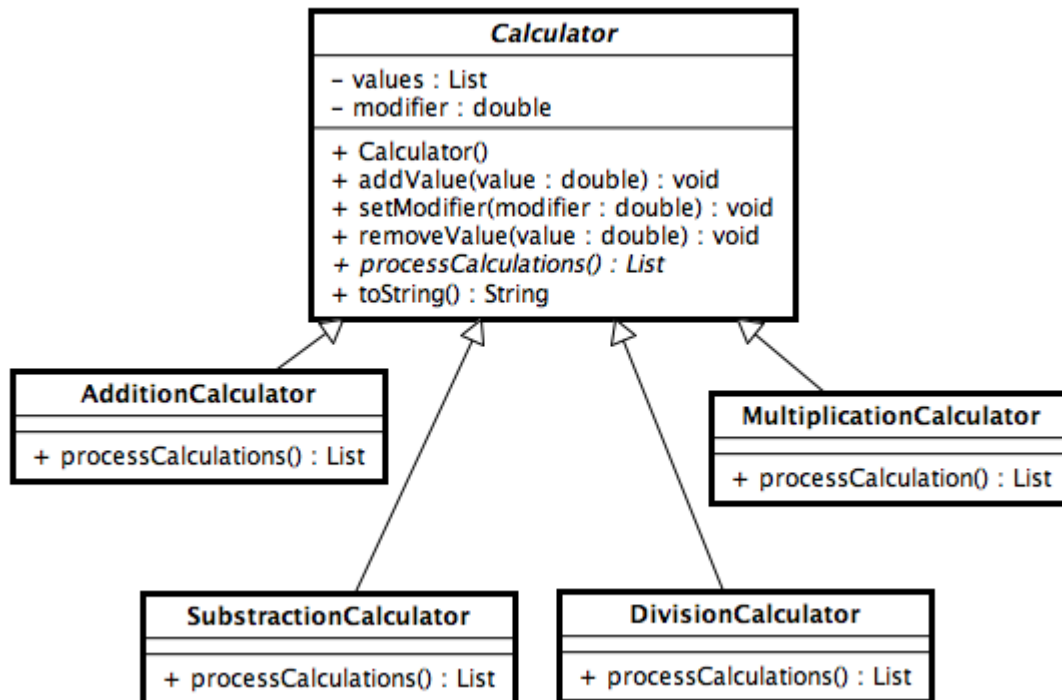 Calculator
- values : List
- modifier : double
+ Calculator()
+ addValue(value : double) : void
+ setModifier(modifier : double) : void
+ removeValue(value : double) : void
+ processCalculations() : List
+ toString() : String
AdditionCalculator
+ processCalculations() : List
MultiplicationCalculator
+ processCalculation() : List
SubstractionCalculator
+ processCalculations() : List
DivisionCalculator
+ processCalculations() : List